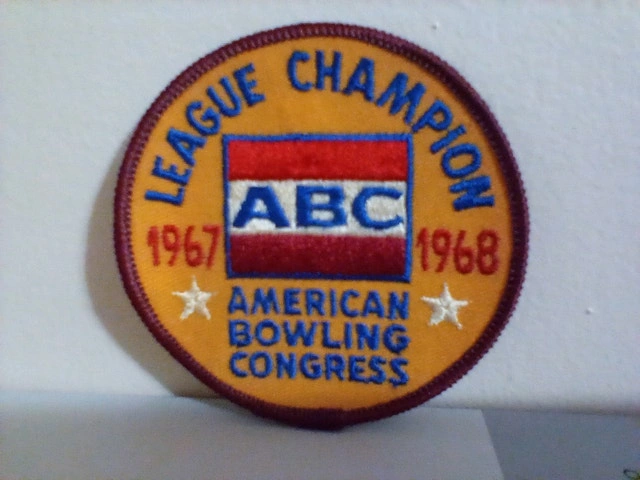 LEAGUE CHAMPION
ABC
1967 1968
AMERICAN
BOWLING
CONGRESS